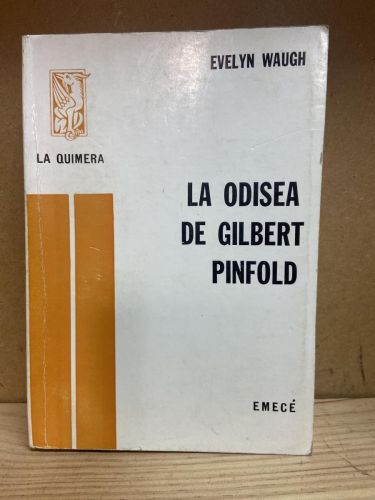 EVELYN WAUGH
LA QUIMERA
LA ODISEA
DE GILBERT
PINFOLD
EMECÉ